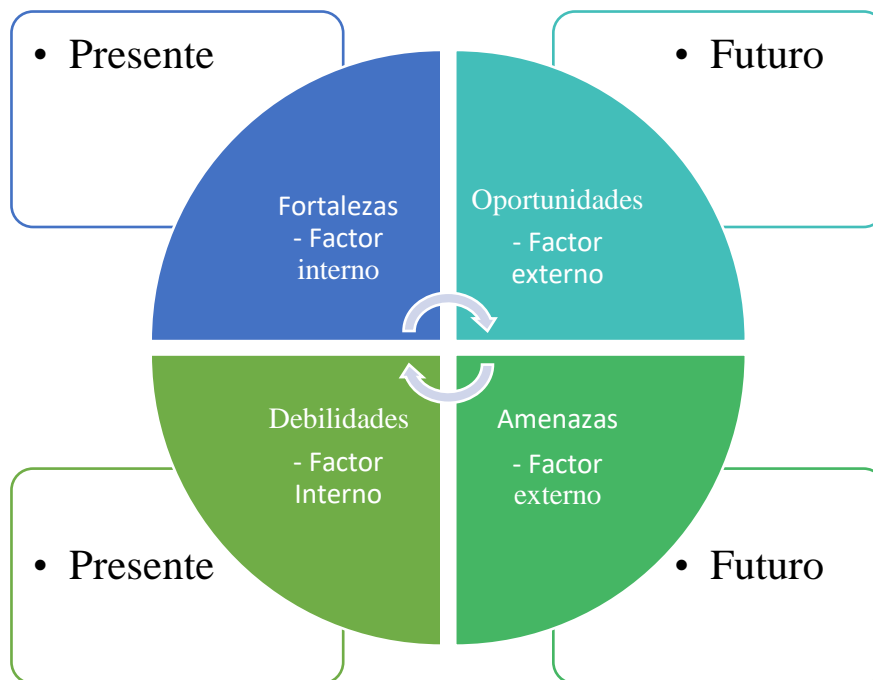 • Presente
• Futuro
Fortalezas
- Factor
interno
Oportunidades
- Factor
externo
Debilidades
- Factor
Interno
Amenazas
- Factor
externo
• Presente
• Futuro